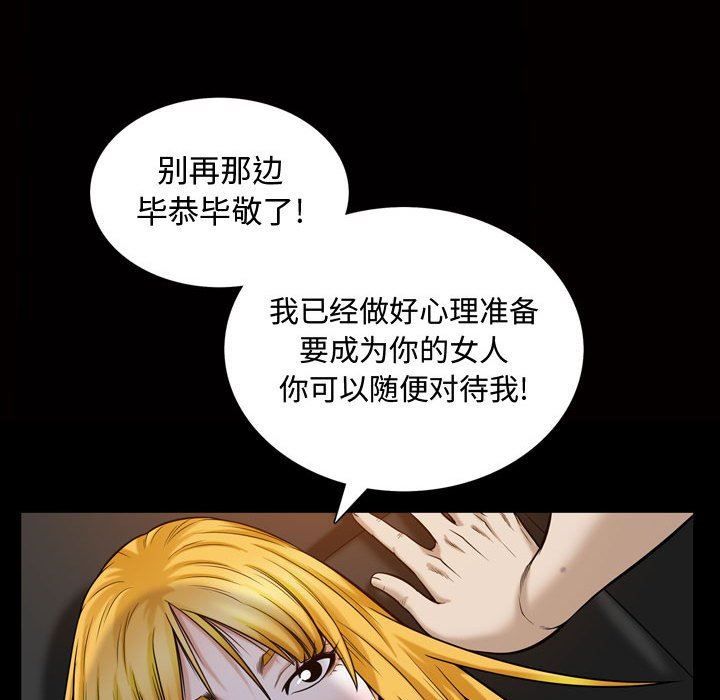 别再那边
毕恭毕敬了!
我已经做好心理准备
要成为你的女人
你可以随便对待我!